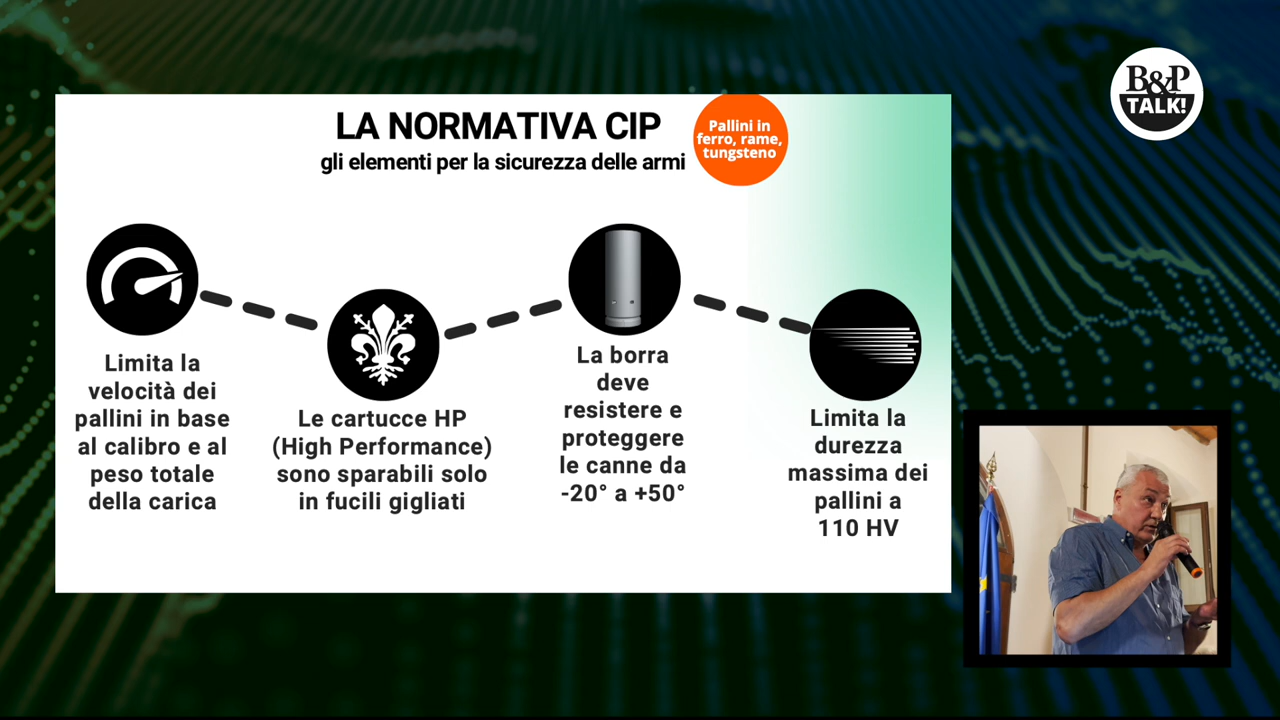 B&P
TALK!
LA NORMATIVA CIP
gli elementi per la sicurezza delle armi
Pallini in
ferro, rame,
tungsteno
Limita la
velocità dei
pallini in base
al calibro e al
peso totale
della carica
Le cartucce HP
(High Performance)
sono sparabili solo
in fucili gigliati
La borra
deve
resistere e
proteggere
le canne da
-20° a +50°
Limita la
durezza
massima dei
pallini a
110 HV